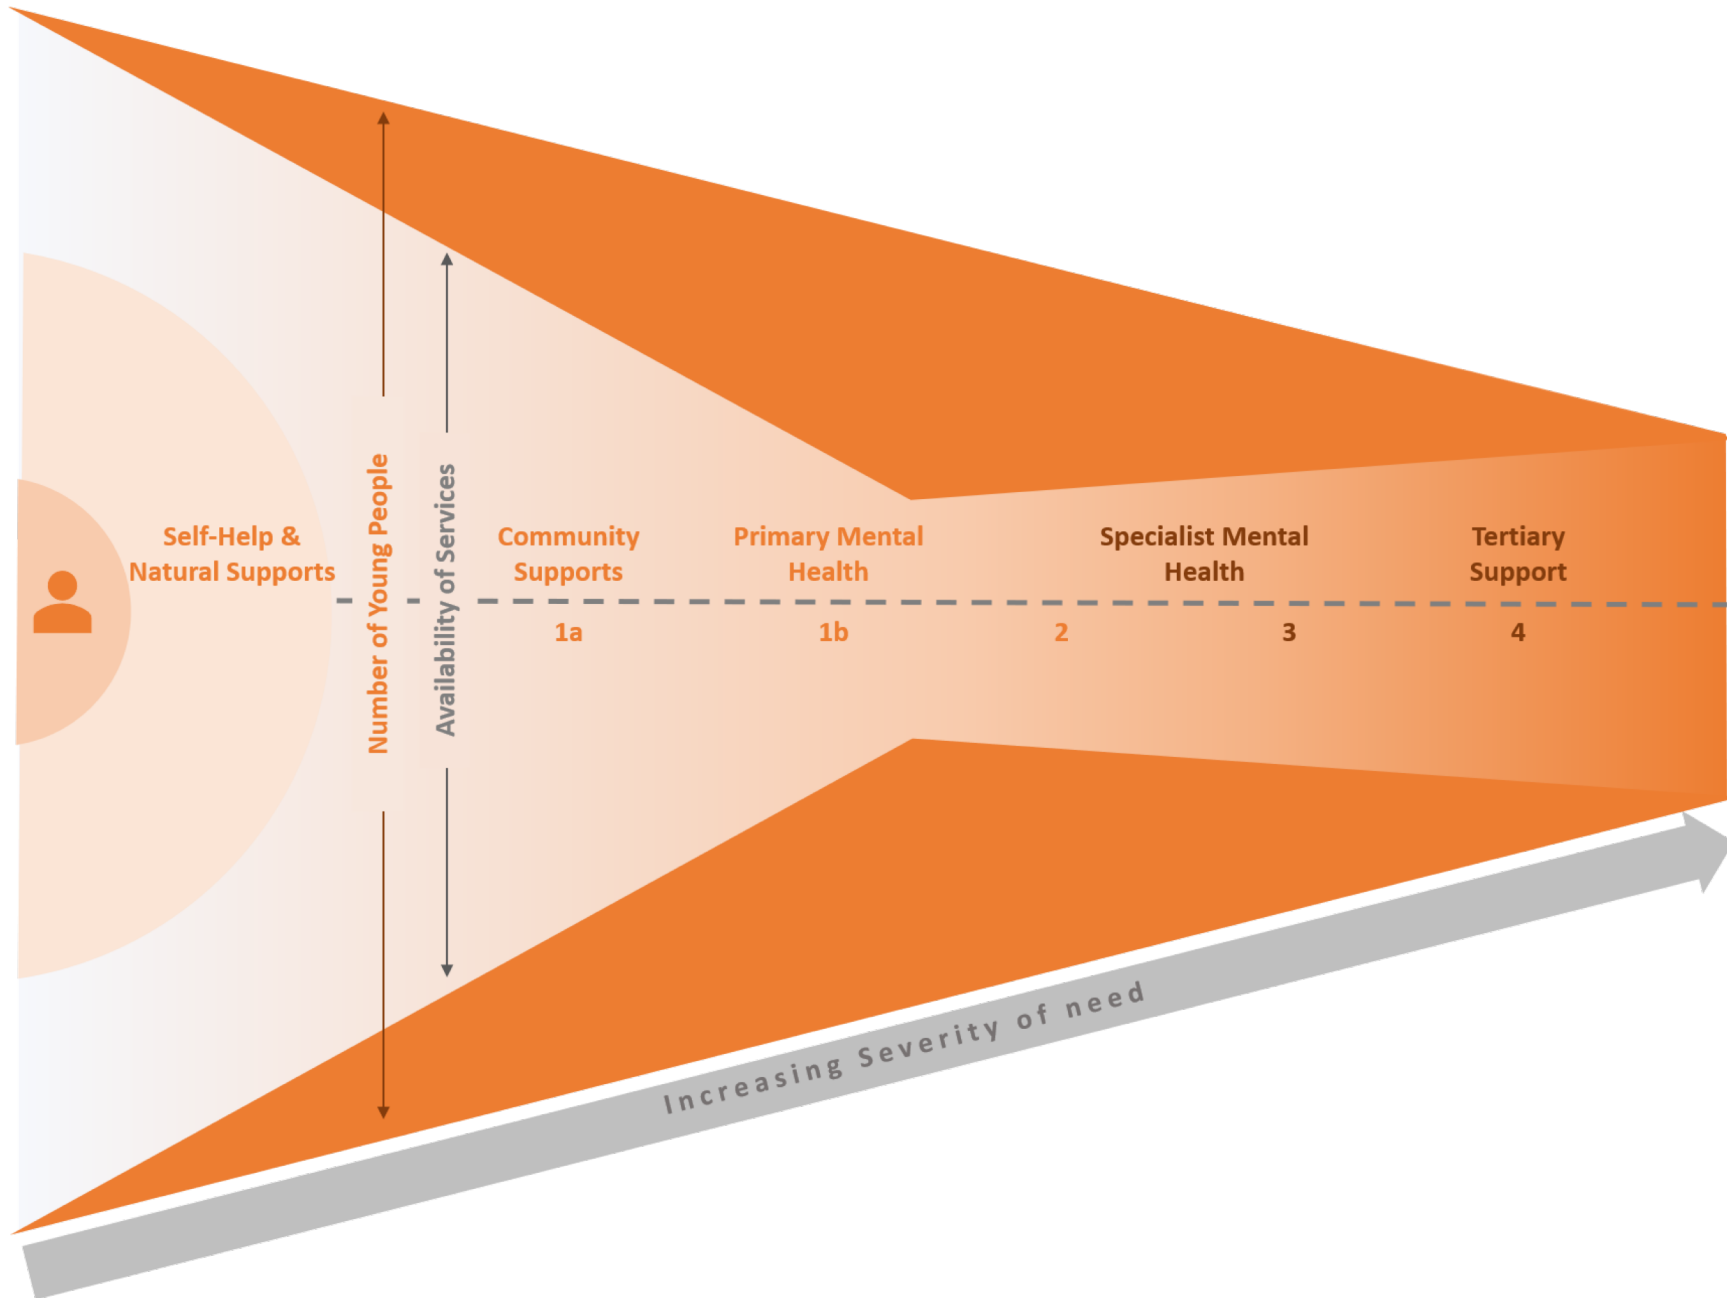 Self-Help &
Natural Supports
Number of Young People
Availability of Services
Community
Supports
Primary Mental
Health
Specialist Mental
Health
Tertiary
Support
1a
1b
2
3
4
Increasing Severity of need